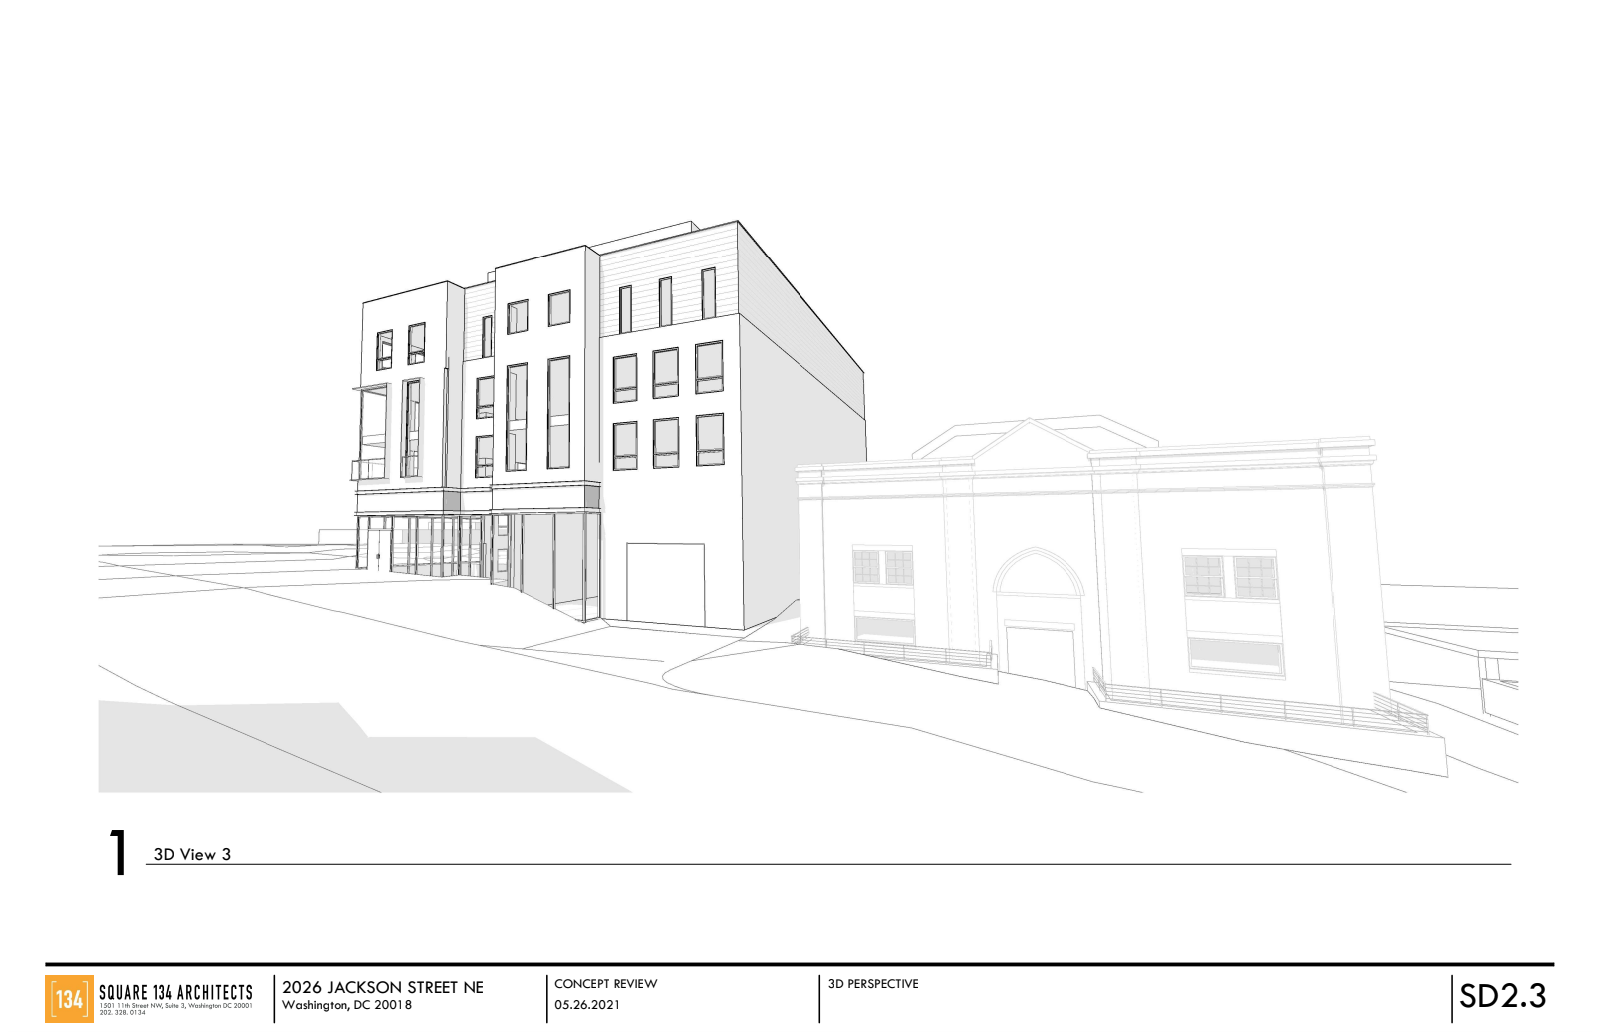 1
3D View 3
134
SQUARE 134 ARCHITECTS
1501 11th Street NW, Suite 3, Washington DC 20001
202. 328. 0134
2026 JACKSON STREET NE
Washington, DC 20018
CONCEPT REVIEW
05.26.2021
3D PERSPECTIVE
SD2.3